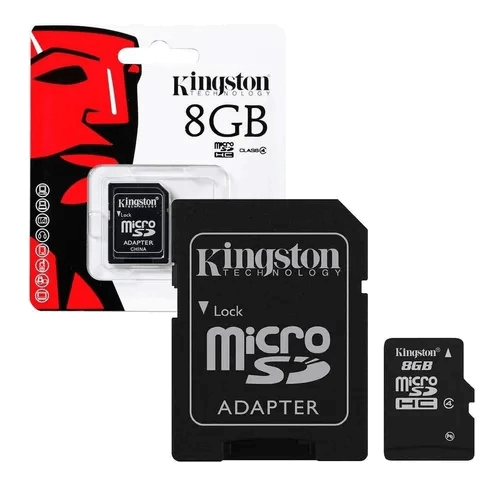 Kingston
TECHNOLOGY
8GB
micro SD HC CLASS 4
Kingston
▼Lock
micro
SD
ADAPTER
CHINA
Kingston
TECHNOLOGY
▼ Lock
micro
SD
ADAPTER
Kingston
8GB
micro
SD
HC 4